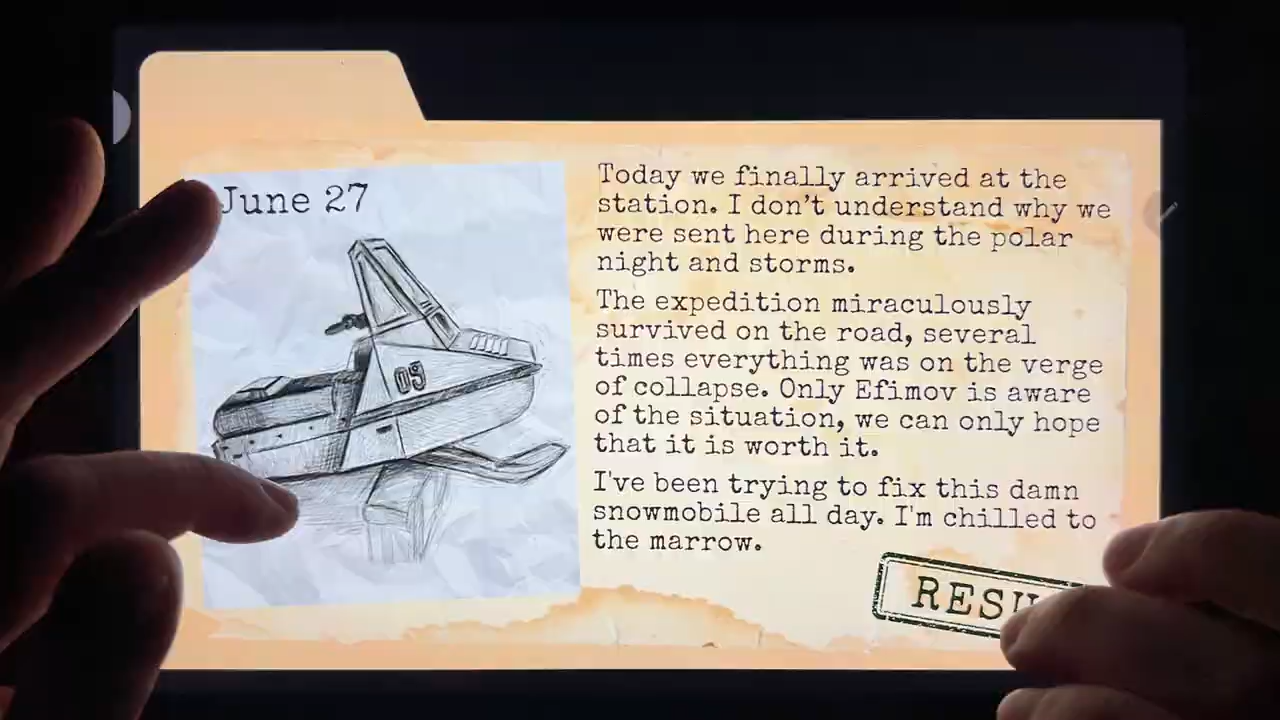 June 27
Today we finally arrived at the
station. I don't understand why we
were sent here during the polar
night and storms.
The expedition miraculously
survived on the road, several
times everything was on the verge
of collapse. Only Efimov is aware
of the situation, we can only hope
that it is worth it.
I've been trying to fix this damn
snowmobile all day. I'm chilled to
the marrow.
09